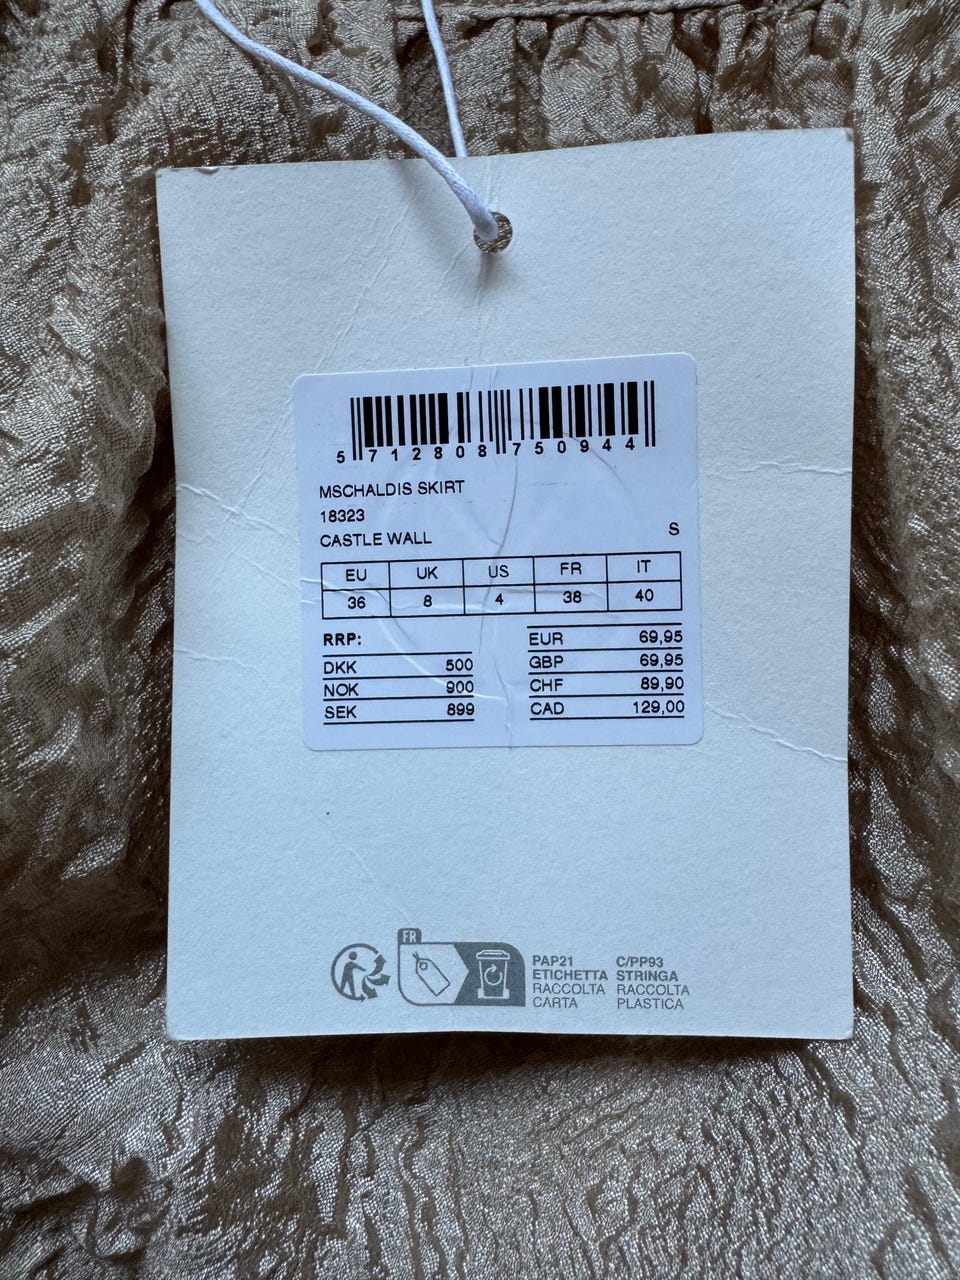 5 712808 750944
MSCHALDIS SKIRT
18323
CASTLE WALL S
EU UK US FR IT
36 8 4 38 40
RRP:
DKK 500
NOK 900
SEK 899
EUR 69,95
GBP 69,95
CHF 89,90
CAD 129,00
FR
PAP21
ETICHETTA
RACCOLTA
CARTA
C/PP93
STRINGA
RACCOLTA
PLASTICA